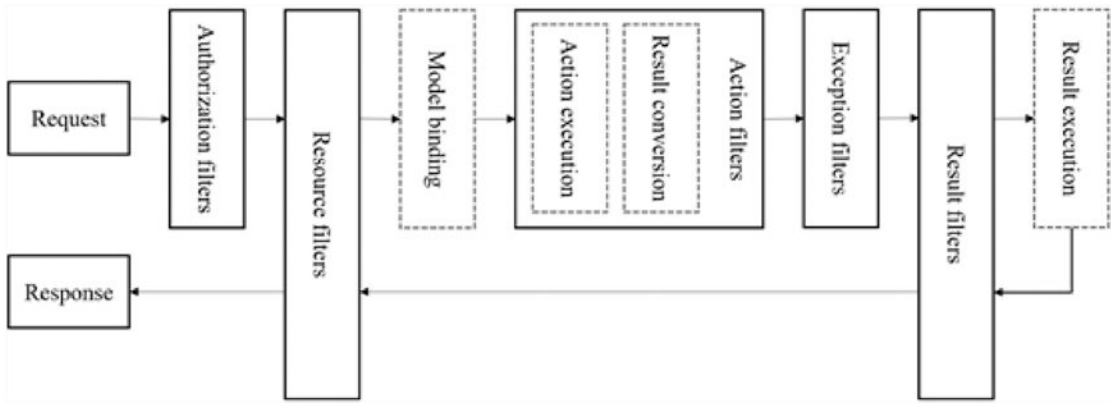 Request
Authorization filters
Resource filters
Model binding
Action execution
Result conversion
Action filters
Exception filters
Result filters
Result execution
Response